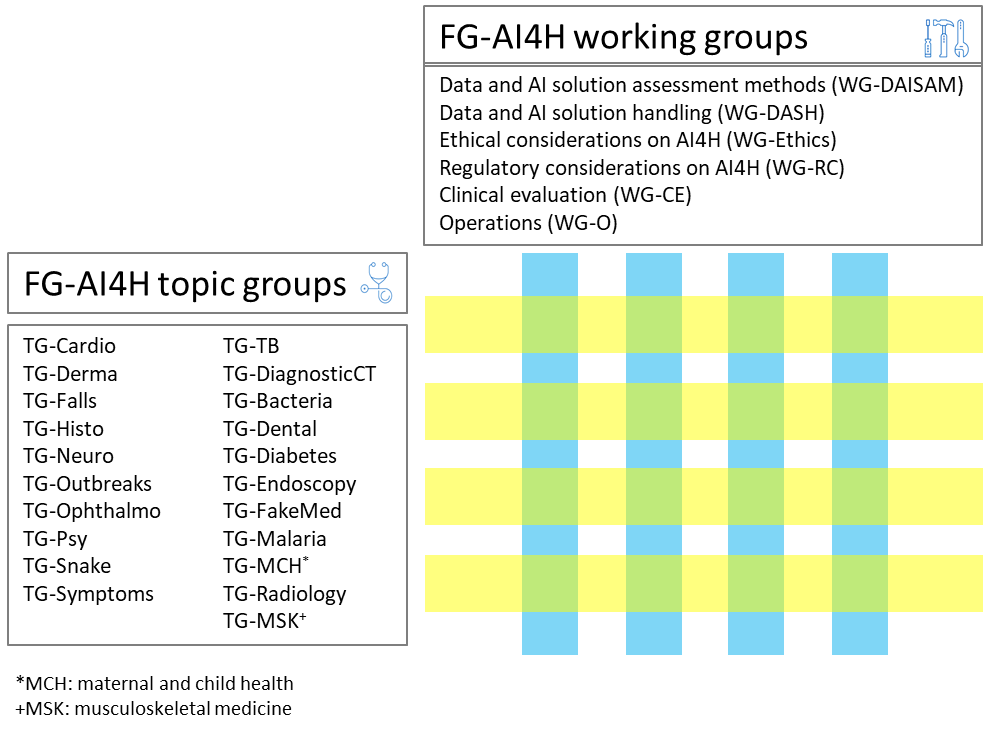 FG-AI4H working groups
Data and AI solution assessment methods (WG-DAISAM)
Data and AI solution handling (WG-DASH)
Ethical considerations on AI4H (WG-Ethics)
Regulatory considerations on AI4H (WG-RC)
Clinical evaluation (WG-CE)
Operations (WG-O)
FG-AI4H topic groups
TG-Cardio
TG-Derma
TG-Falls
TG-Histo
TG-Neuro
TG-Outbreaks
TG-Ophthalmo
TG-Psy
TG-Snake
TG-Symptoms
TG-TB
TG-DiagnosticCT
TG-Bacteria
TG-Dental
TG-Diabetes
TG-Endoscopy
TG-FakeMed
TG-Malaria
TG-MCH*
TG-Radiology
TG-MSK+
*MCH: maternal and child health
+MSK: musculoskeletal medicine